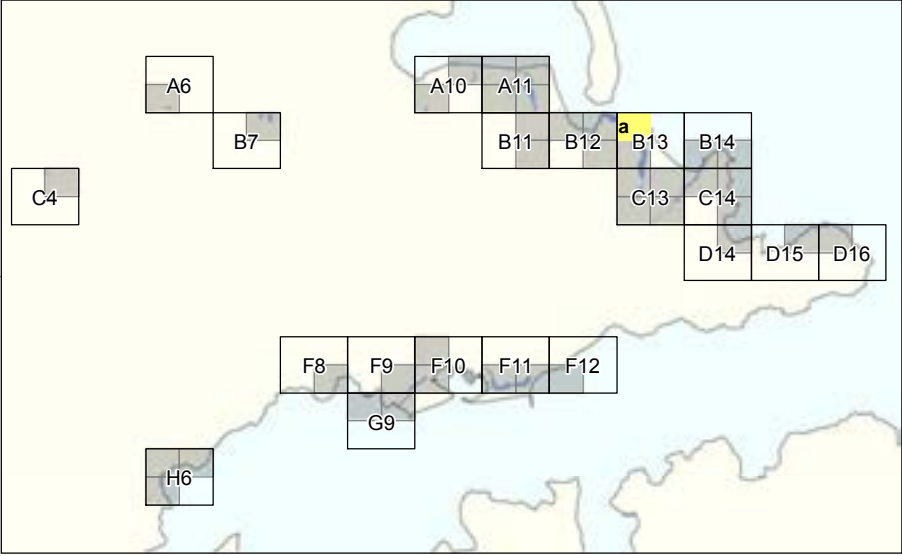 A6 A10 A11
B7 B11 B12 a B13 B14
C4 C13 C14
D14 D15 D16
F8 F9 F10 F11 F12
G9
H6